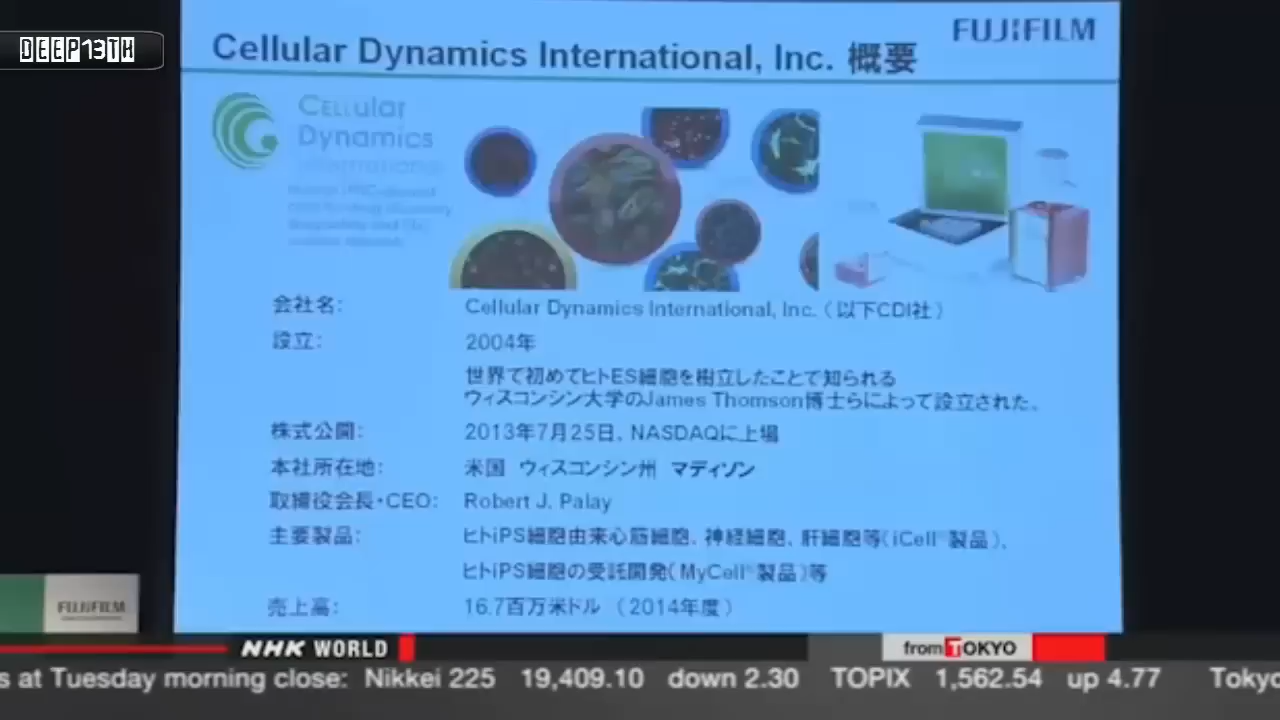 DEEP13TH
FUJIFILM
Cellular Dynamics International, Inc. 概要
Cellular
Dynamics
International
会社名: Cellular Dynamics International, Inc. (以下CDI社)
設立: 2004年
世界で初めてヒトES細胞を樹立したことで知られる
ウィスコンシン大学のJames Thomson博士らによって設立された。
株式公開: 2013年7月25日、NASDAQに上場
本社所在地: 米国 ウィスコンシン州 マディソン
取締役会長・CEO: Robert J. Palay
主要製品: ヒトiPS細胞由来心筋細胞、神経細胞、肝細胞等(iCell®製品)、
ヒトiPS細胞の受託開発(MyCell®製品)等
売上高: 16.7百万米ドル (2014年度)
FUJIFILM
NHK WORLD
from TOKYO
s at Tuesday morning close: Nikkei 225 19,409.10 down 2.30 TOPIX 1,562.54 up 4.77 Tokyo